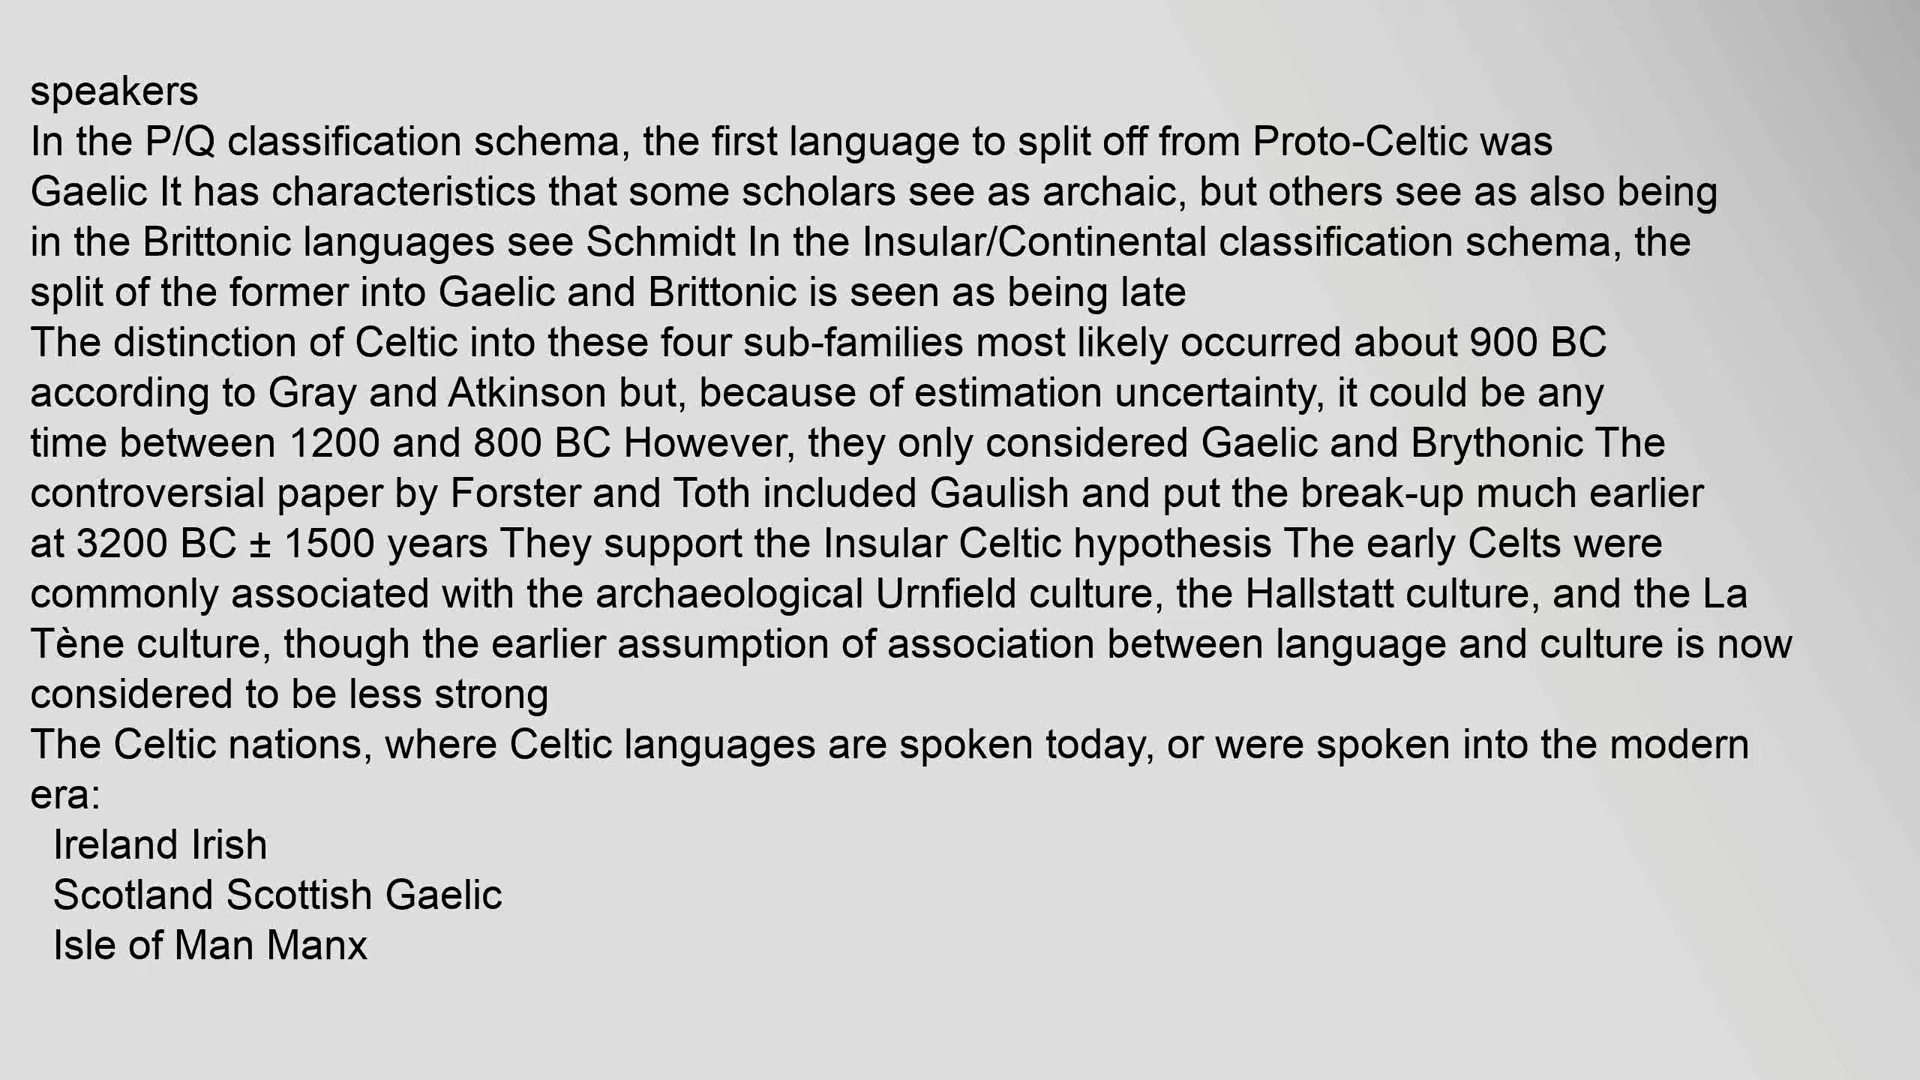 speakers
In the P/Q classification schema, the first language to split off from Proto-Celtic was
Gaelic It has characteristics that some scholars see as archaic, but others see as also being
in the Brittonic languages see Schmidt In the Insular/Continental classification schema, the
split of the former into Gaelic and Brittonic is seen as being late
The distinction of Celtic into these four sub-families most likely occurred about 900 BC
according to Gray and Atkinson but, because of estimation uncertainty, it could be any
time between 1200 and 800 BC However, they only considered Gaelic and Brythonic The
controversial paper by Forster and Toth included Gaulish and put the break-up much earlier
at 3200 BC ± 1500 years They support the Insular Celtic hypothesis The early Celts were
commonly associated with the archaeological Urnfield culture, the Hallstatt culture, and the La
Tène culture, though the earlier assumption of association between language and culture is now
considered to be less strong
The Celtic nations, where Celtic languages are spoken today, or were spoken into the modern
era:
Ireland Irish
Scotland Scottish Gaelic
Isle of Man Manx